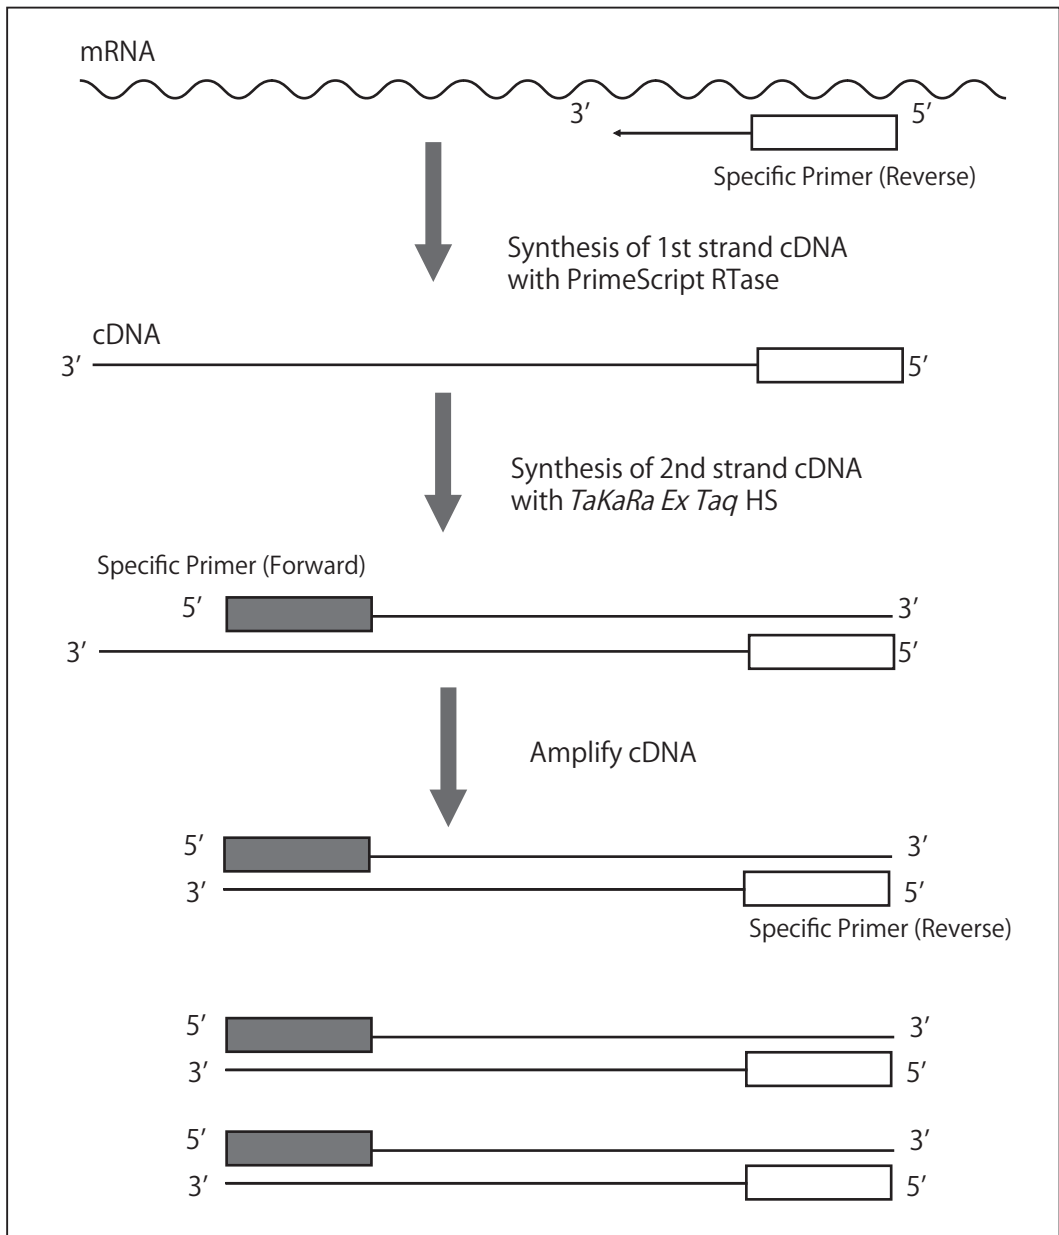 mRNA
3’
5’
Specific Primer (Reverse)
Synthesis of 1st strand cDNA
with PrimeScript RTase
cDNA
3’
5’
Synthesis of 2nd strand cDNA
with TaKaRa Ex Taq HS
Specific Primer (Forward)
5’
3’
3’
5’
Amplify cDNA
5’
3’
3’
5’
Specific Primer (Reverse)
5’
3’
3’
5’
5’
3’
3’
5’